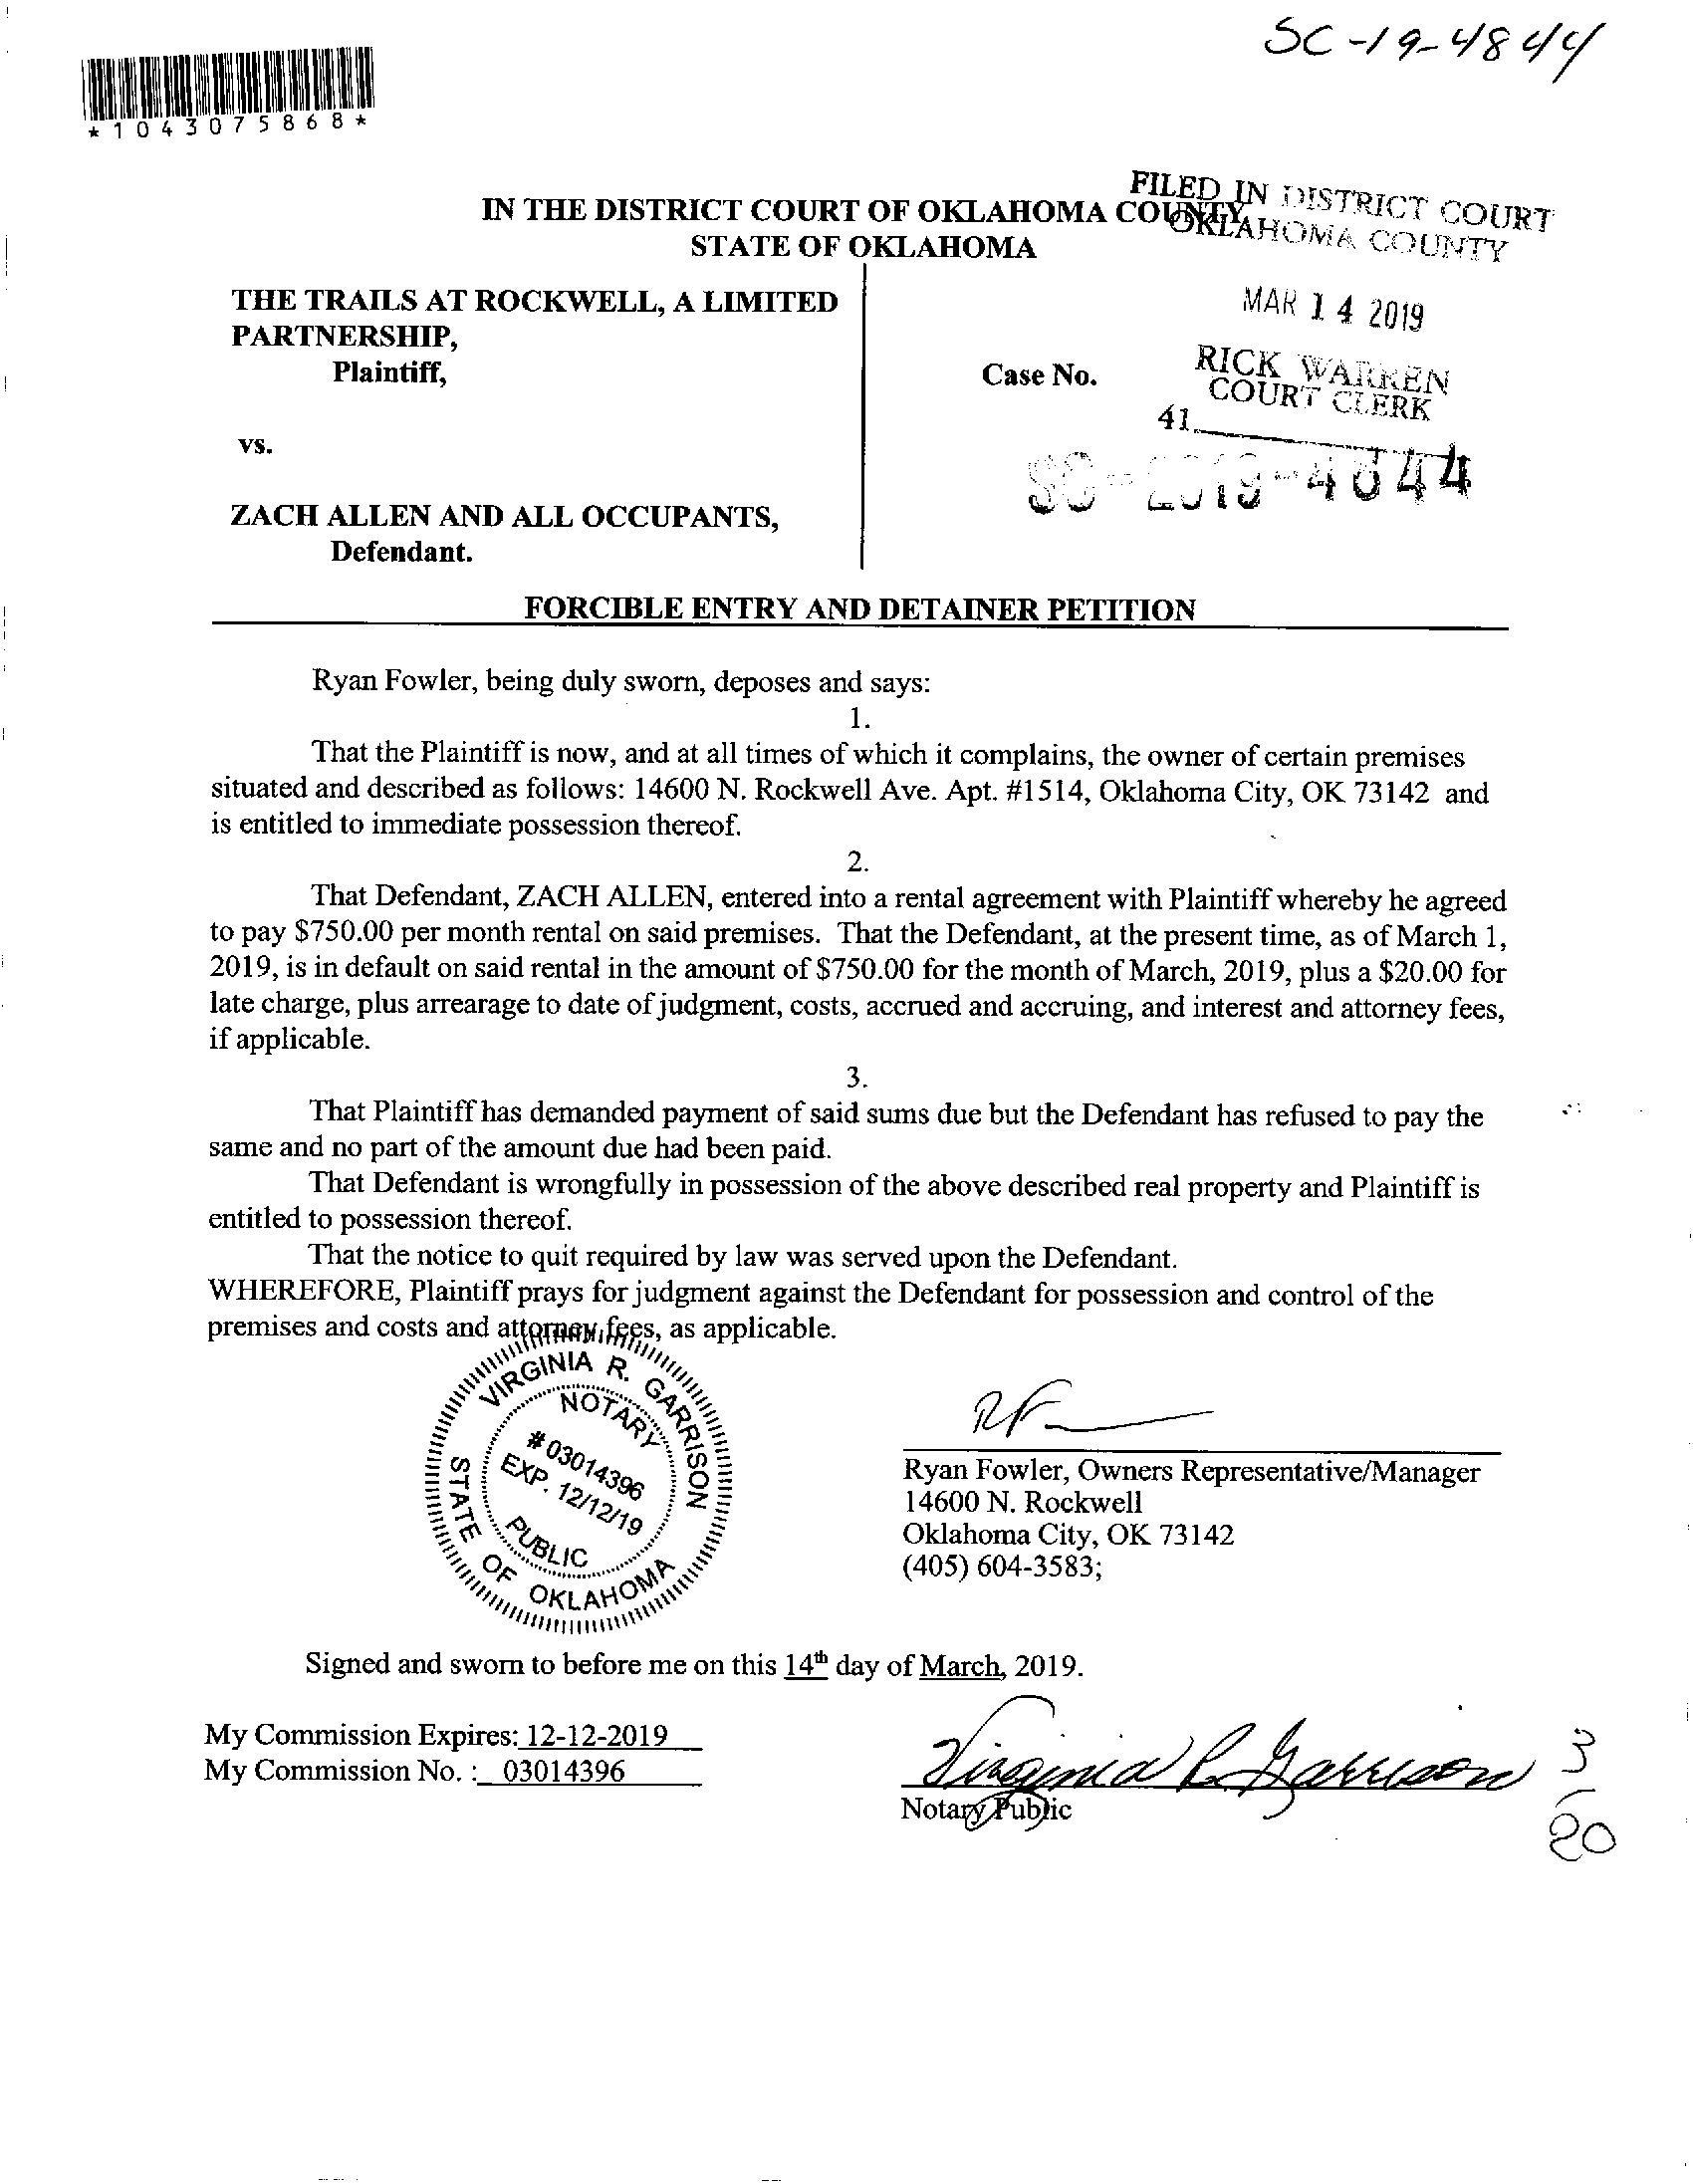 SC-19-4844
*1043075868*
FILED IN DISTRICT COURT
OKLAHOMA COUNTY
IN THE DISTRICT COURT OF OKLAHOMA COUNTY,
STATE OF OKLAHOMA
MAR 14 2019
RICK WARREN
COURT CLERK
41
SC-2019-4844
THE TRAILS AT ROCKWELL, A LIMITED
PARTNERSHIP,
Plaintiff,
Case No.
vs.
ZACH ALLEN AND ALL OCCUPANTS,
Defendant.
FORCIBLE ENTRY AND DETAINER PETITION
Ryan Fowler, being duly sworn, deposes and says:
1.
That the Plaintiff is now, and at all times of which it complains, the owner of certain premises
situated and described as follows: 14600 N. Rockwell Ave. Apt. #1514, Oklahoma City, OK 73142 and
is entitled to immediate possession thereof.
2.
That Defendant, ZACH ALLEN, entered into a rental agreement with Plaintiff whereby he agreed
to pay $750.00 per month rental on said premises. That the Defendant, at the present time, as of March 1,
2019, is in default on said rental in the amount of $750.00 for the month of March, 2019, plus a $20.00 for
late charge, plus arrearage to date of judgment, costs, accrued and accruing, and interest and attorney fees,
if applicable.
3.
That Plaintiff has demanded payment of said sums due but the Defendant has refused to pay the
same and no part of the amount due had been paid.
That Defendant is wrongfully in possession of the above described real property and Plaintiff is
entitled to possession thereof.
That the notice to quit required by law was served upon the Defendant.
WHEREFORE, Plaintiff prays for judgment against the Defendant for possession and control of the
premises and costs and attorney fees, as applicable.
VIRGINIA R. GARRISON
NOTARY
# 03014396
EXP. 12/12/19
PUBLIC
STATE OF OKLAHOMA
RF
Ryan Fowler, Owners Representative/Manager
14600 N. Rockwell
Oklahoma City, OK 73142
(405) 604-3583;
Signed and sworn to before me on this 14th day of March, 2019.
My Commission Expires: 12-12-2019
My Commission No. : 03014396
Virginia R. Garrison
Notary Public
3
20